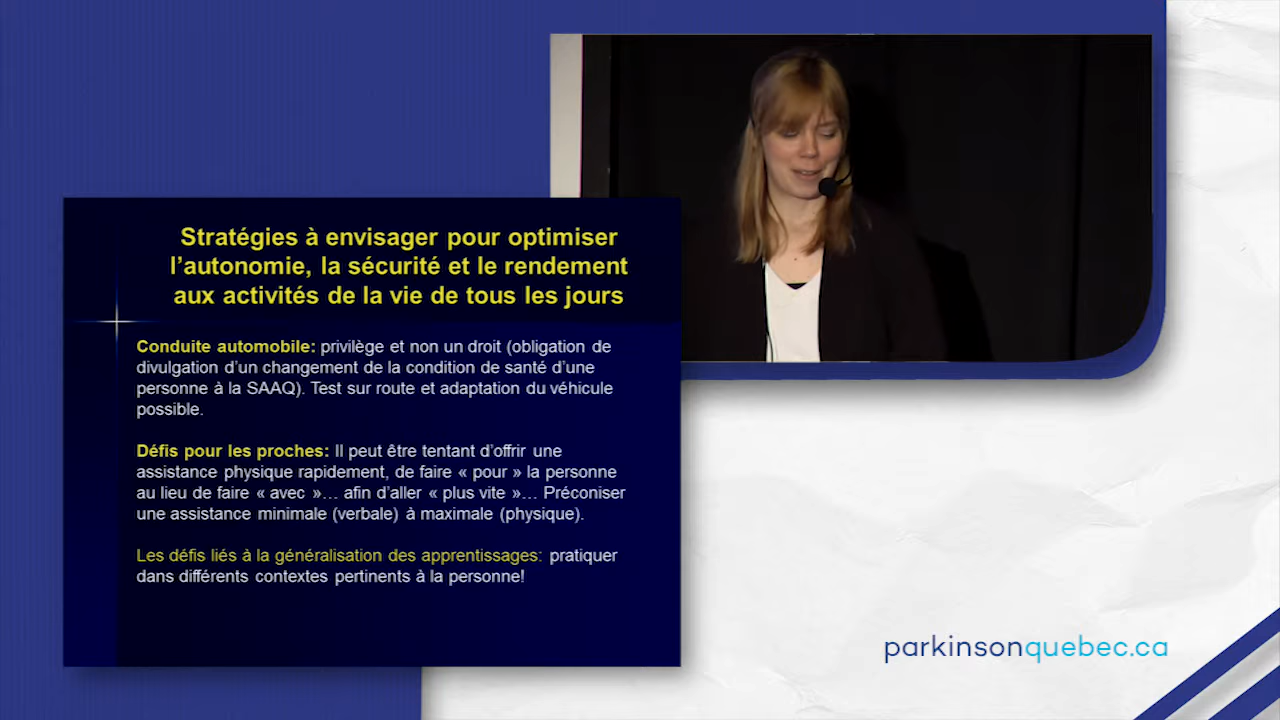 Stratégies à envisager pour optimiser
l’autonomie, la sécurité et le rendement
aux activités de la vie de tous les jours
Conduite automobile: privilège et non un droit (obligation de
divulgation d’un changement de la condition de santé d’une
personne à la SAAQ). Test sur route et adaptation du véhicule
possible.
Défis pour les proches: Il peut être tentant d’offrir une
assistance physique rapidement, de faire « pour » la personne
au lieu de faire « avec »… afin d’aller « plus vite »… Préconiser
une assistance minimale (verbale) à maximale (physique).
Les défis liés à la généralisation des apprentissages: pratiquer
dans différents contextes pertinents à la personne!
parkinsonquebec.ca